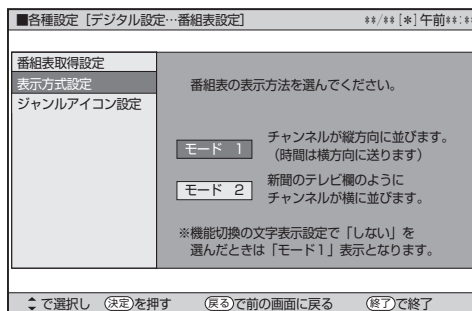 ■各種設定［デジタル設定…番組表設定］
**/**[*]午前**:**
番組表取得設定
表示方式設定
ジャンルアイコン設定
番組表の表示方法を選んでください。
モード 1
チャンネルが縦方向に並びます。
（時間は横方向に送ります）
モード 2
新聞のテレビ欄のように
チャンネルが横に並びます。
※機能切換の文字表示設定で「しない」を
選んだときは「モード1」表示となります。
で選択し 決定を押す 戻るで前の画面に戻る 終了で終了